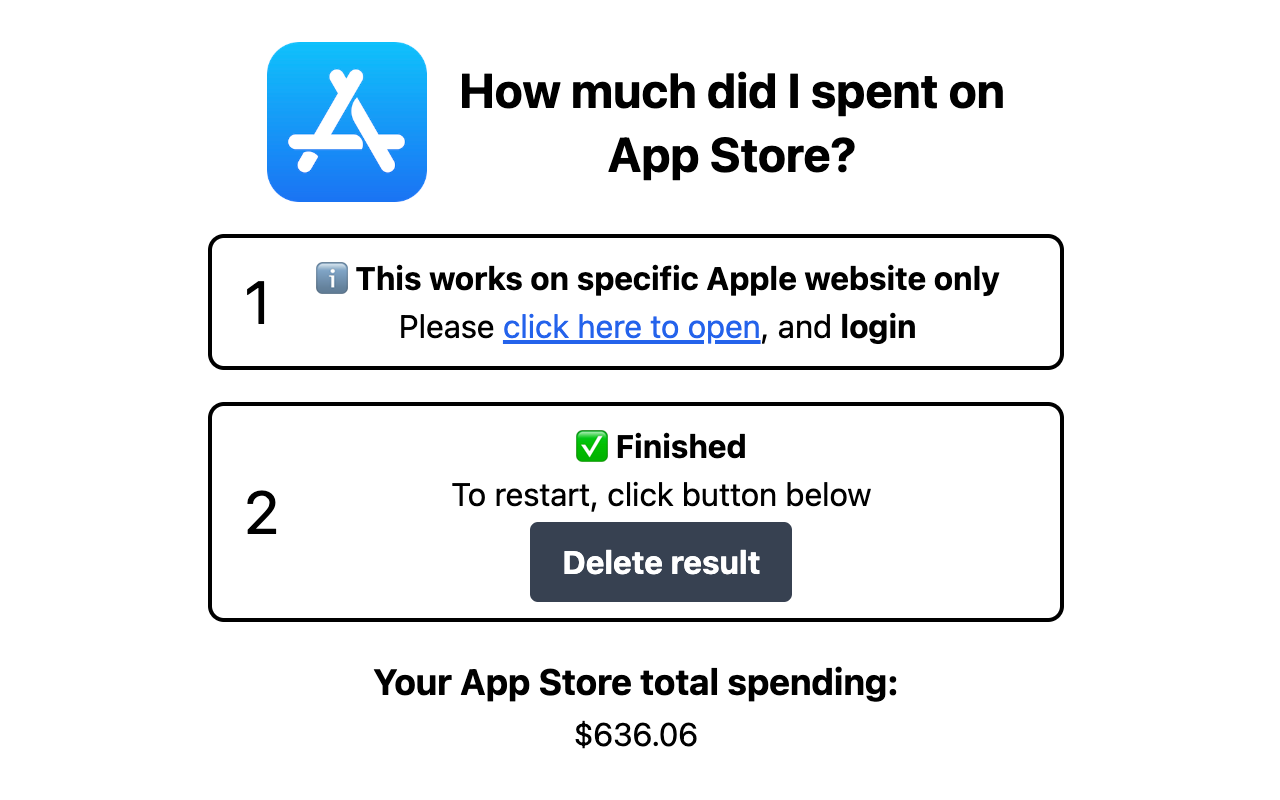 How much did I spent on
App Store?
1
ℹ️ This works on specific Apple website only
Please click here to open, and login
2
✅ Finished
To restart, click button below
Delete result
Your App Store total spending:
$636.06